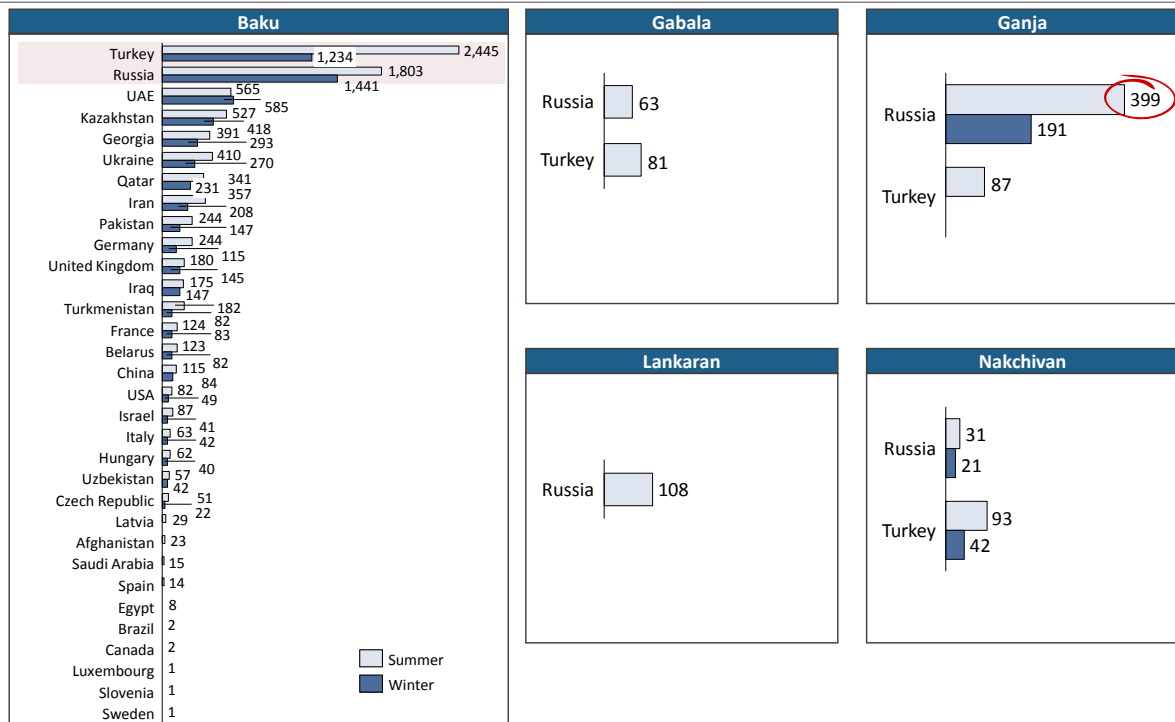 Baku
Turkey 2,445
1,234
Russia 1,803
1,441
UAE 565
585
Kazakhstan 527
418
Georgia 391
293
Ukraine 410
270
Qatar 341
231
Iran 357
208
Pakistan 244
147
Germany 244
115
United Kingdom 180
145
Iraq 175
147
Turkmenistan 182
82
France 124
83
Belarus 123
82
China 115
84
USA 82
49
Israel 87
41
Italy 63
42
Hungary 62
40
Uzbekistan 57
42
Czech Republic 51
22
Latvia 29
Afghanistan 23
Saudi Arabia 15
Spain 14
Egypt 8
Brazil 2
Canada 2
Luxembourg 1
Slovenia 1
Sweden 1
Summer
Winter
Gabala
Russia 63
Turkey 81
Ganja
Russia 399
191
Turkey 87
Lankaran
Russia 108
Nakchivan
Russia 31
21
Turkey 93
42